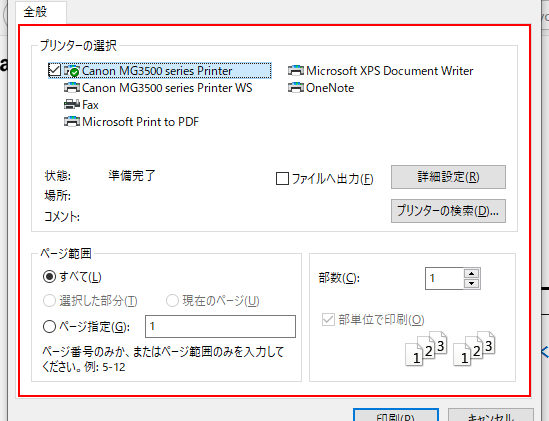 全般
プリンターの選択
Canon MG3500 series Printer
Microsoft XPS Document Writer
Canon MG3500 series Printer WS
OneNote
Fax
Microsoft Print to PDF
状態: 準備完了
ファイルへ出力(F)
詳細設定(R)
場所:
コメント:
プリンターの検索(D)...
ページ範囲
すべて(L)
選択した部分(T)
現在のページ(U)
ページ指定(G): 1
ページ番号のみか、またはページ範囲のみを入力して
ください。例: 5-12
部数(C): 1
部単位で印刷(O)
1 2 3 1 2 3
印刷(P)
キャンセル